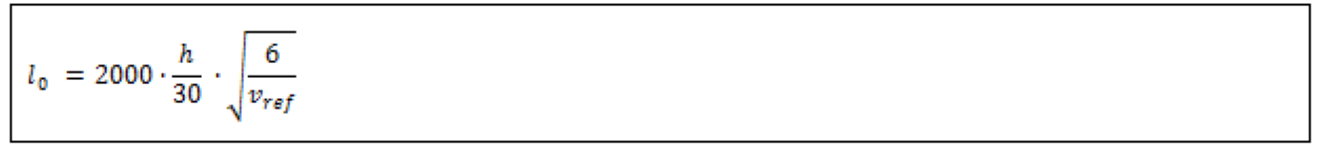 l₀ = 2000 · h/30 · √(6/v_ref)